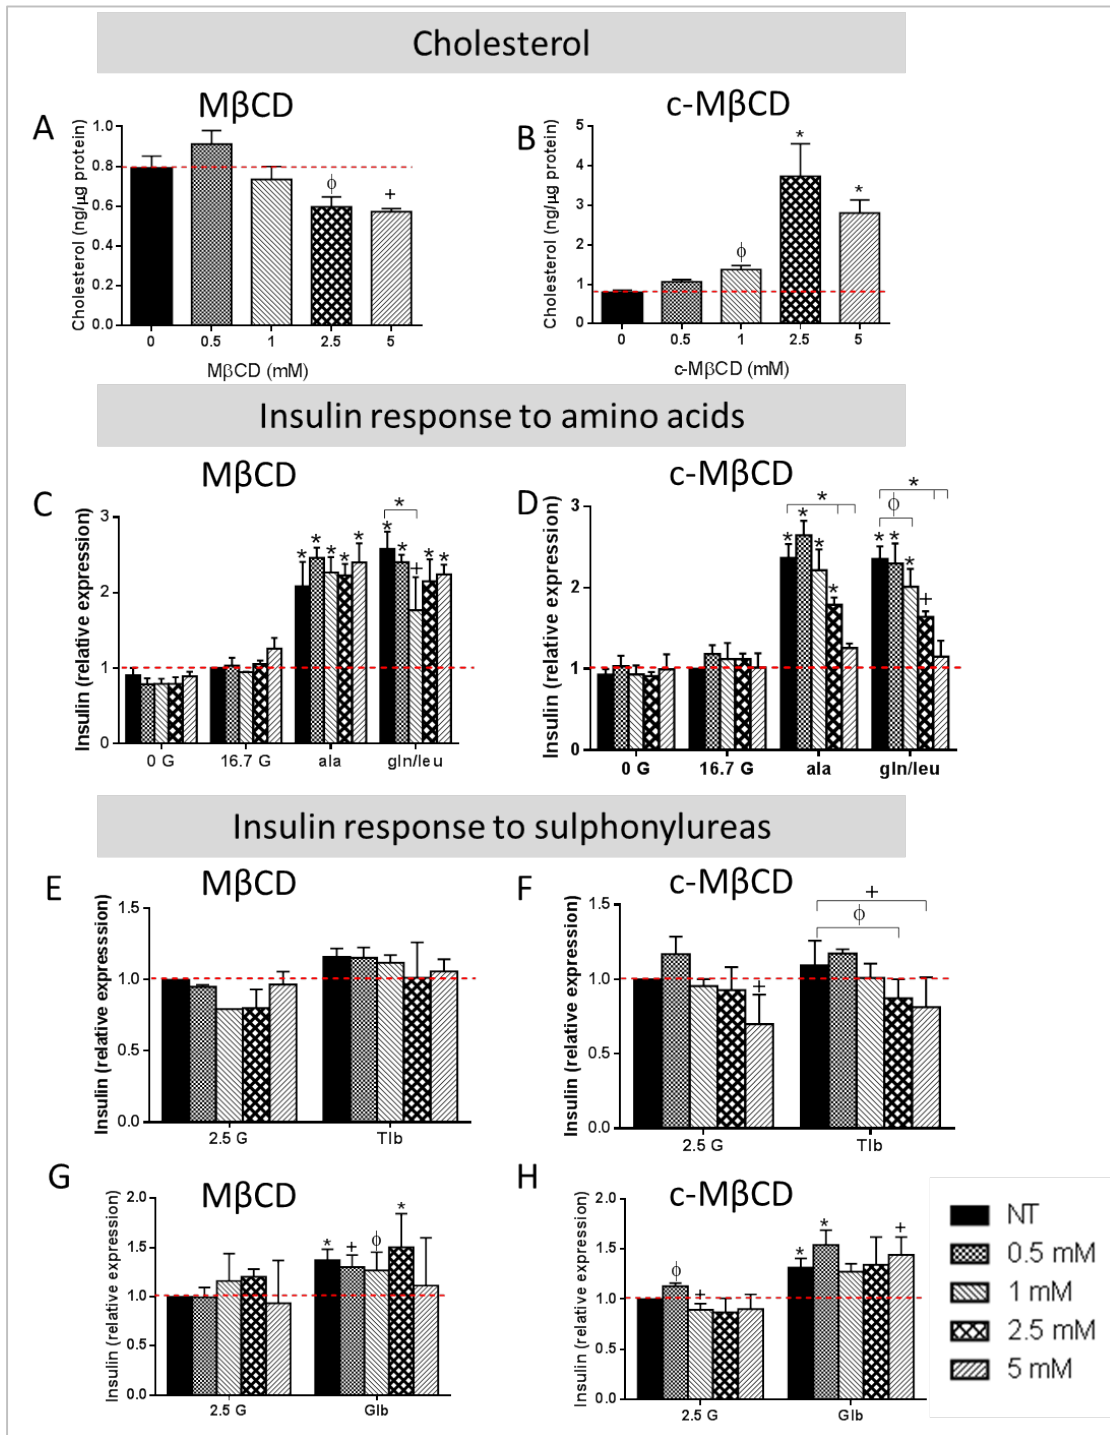 Cholesterol
A
MβCD
Cholesterol (ng/µg protein)
1.0
0.8
0.6
0.4
0.2
0.0
ϕ
+
0 0.5 1 2.5 5
MβCD (mM)
B
c-MβCD
Cholesterol (ng/µg protein)
5
4
3
2
1
0
ϕ
*
*
0 0.5 1 2.5 5
c-MβCD (mM)
Insulin response to amino acids
C
MβCD
Insulin (relative expression)
3
2
1
0
* * * * *
*
* * + * *
0 G 16.7 G ala gln/leu
D
c-MβCD
Insulin (relative expression)
3
2
1
0
*
* * * *
*
ϕ
* * * +
0 G 16.7 G ala gln/leu
Insulin response to sulphonylureas
E
MβCD
Insulin (relative expresssion)
1.5
1.0
0.5
0.0
2.5 G Tlb
F
c-MβCD
Insulin (relative expression)
1.5
1.0
0.5
0.0
+
+
ϕ
2.5 G Tlb
G
MβCD
Insulin (relative expression)
2.0
1.5
1.0
0.5
0.0
* + ϕ *
2.5 G Glb
H
c-MβCD
Insulin (relative expression)
2.0
1.5
1.0
0.5
0.0
ϕ +
* * +
2.5 G Glb
NT
0.5 mM
1 mM
2.5 mM
5 mM